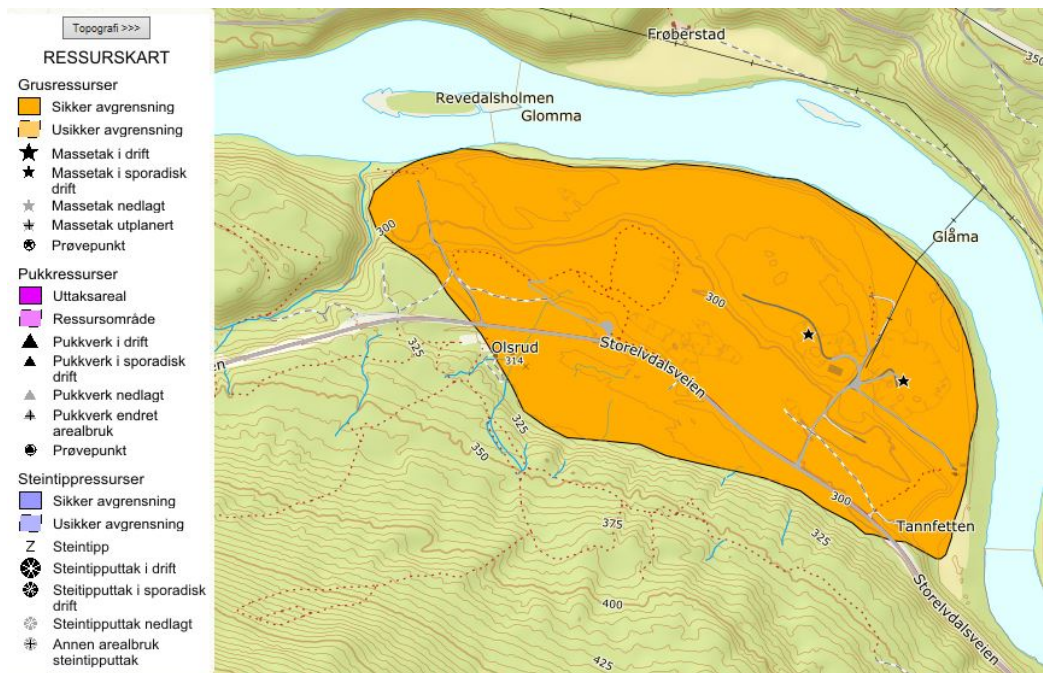 Topografi >>>
RESSURSKART
Grusressurser
Sikker avgrensning
Usikker avgrensning
Massetak i drift
Massetak i sporadisk
drift
Massetak nedlagt
Massetak utplanert
Prøvepunkt
Pukkressurser
Uttaksareal
Ressursområde
Pukkverk i drift
Pukkverk i sporadisk
drift
Pukkverk nedlagt
Pukkverk endret
arealbruk
Prøvepunkt
Steintippressurser
Sikker avgrensning
Usikker avgrensning
Z Steintipp
Steintipputtak i drift
Steitipputtak i sporadisk
drift
Steintipputtak nedlagt
Annen arealbruk
steintipputtak
Frøberstad
350
Revedalsholmen
Glomma
Glåma
300
300
Olsrud
314
Storelvdalsveien
en
325
325
350
300
Tannfetten
375
325
Storelvdalsveien
400
425